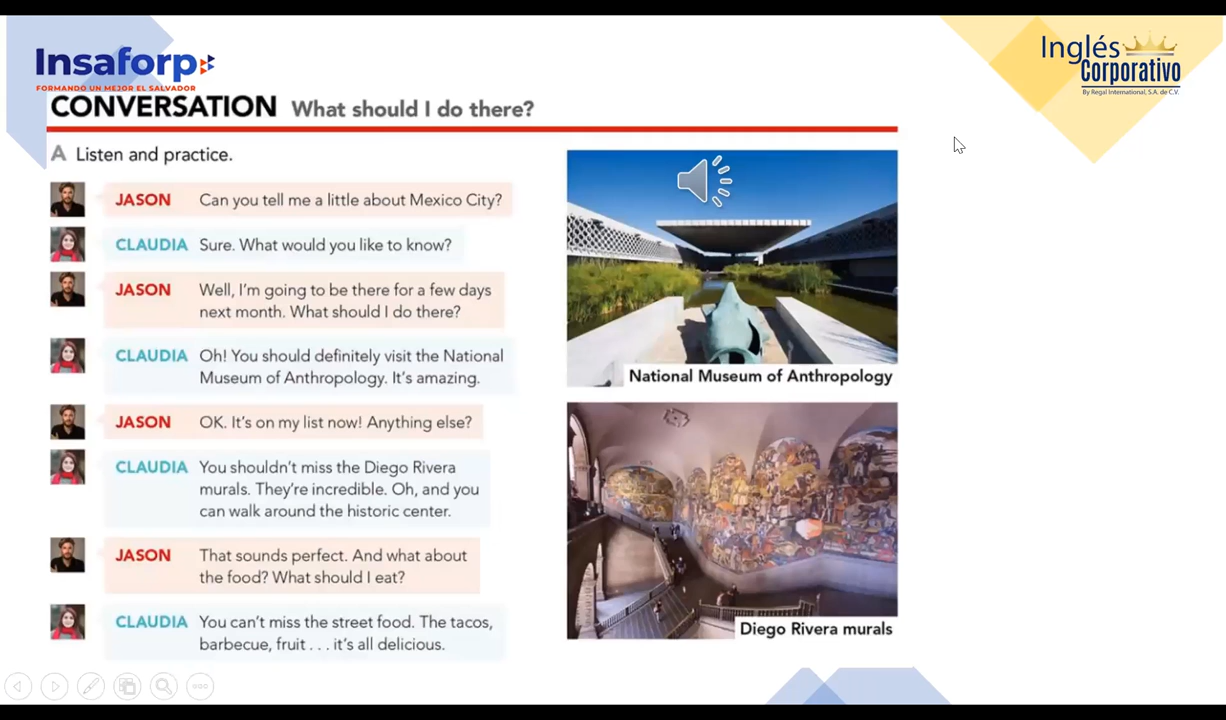 Insaforp
FORMANDO UN MEJOR EL SALVADOR
Inglés
Corporativo
By Regal International, S.A. de C.V.
CONVERSATION What should I do there?
A Listen and practice.
JASON Can you tell me a little about Mexico City?
CLAUDIA Sure. What would you like to know?
JASON Well, I'm going to be there for a few days
next month. What should I do there?
CLAUDIA Oh! You should definitely visit the National
Museum of Anthropology. It's amazing.
JASON OK. It's on my list now! Anything else?
CLAUDIA You shouldn't miss the Diego Rivera
murals. They're incredible. Oh, and you
can walk around the historic center.
JASON That sounds perfect. And what about
the food? What should I eat?
CLAUDIA You can't miss the street food. The tacos,
barbecue, fruit . . . it's all delicious.
National Museum of Anthropology
Diego Rivera murals